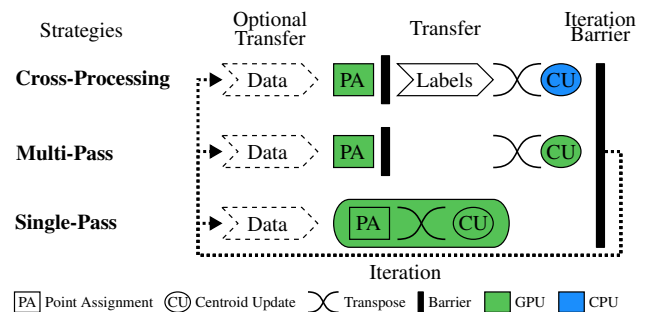 Strategies
Optional Transfer
Transfer
Iteration Barrier
Cross-Processing
Data
PA
Labels
CU
Multi-Pass
Data
PA
CU
Single-Pass
Data
PA
CU
Iteration
PA Point Assignment CU Centroid Update Transpose Barrier GPU CPU